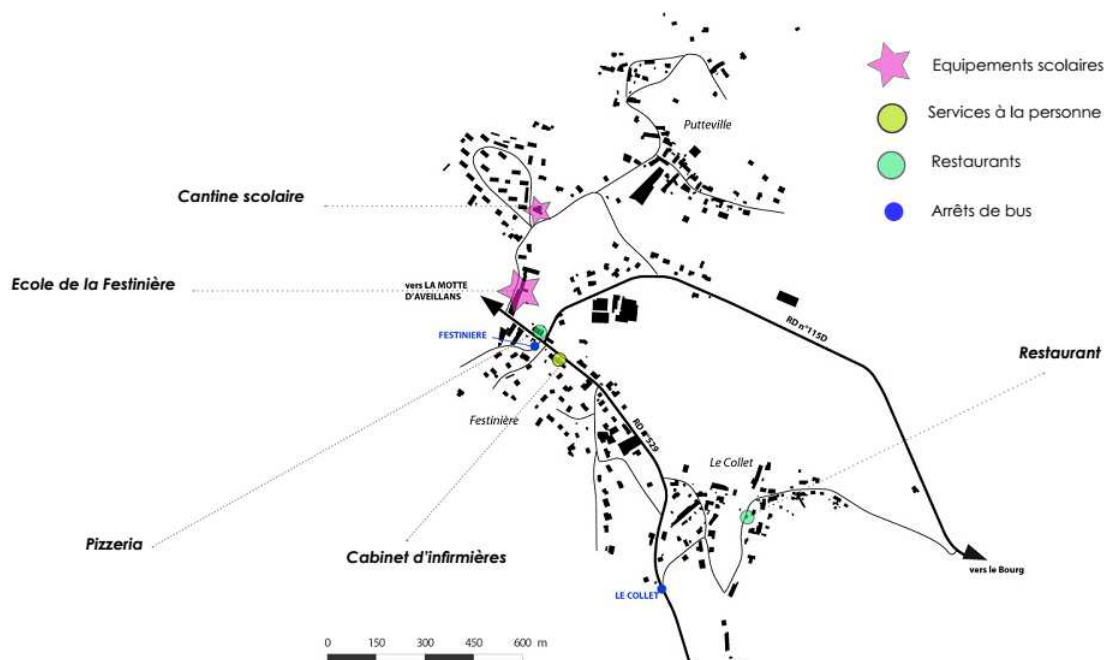 Equipements scolaires
Services à la personne
Restaurants
Arrêts de bus
Putteville
Cantine scolaire
Ecole de la Festinière
vers LA MOTTE
D'AVEILLANS
RD n°115D
FESTINIERE
Restaurant
Festinière
RD n°529
Le Collet
Pizzeria
Cabinet d'infirmières
vers le Bourg
LE COLLET
0 150 300 450 600 m